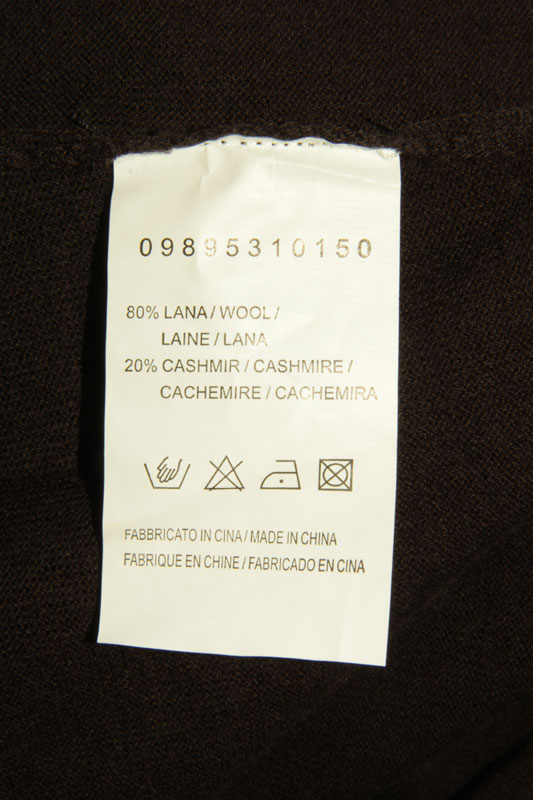 09895310150
80% LANA / WOOL /
LAINE / LANA
20% CASHMIR / CASHMIRE /
CACHEMIRE / CACHEMIRA
FABBRICATO IN CINA / MADE IN CHINA
FABRIQUE EN CHINE / FABRICADO EN CINA